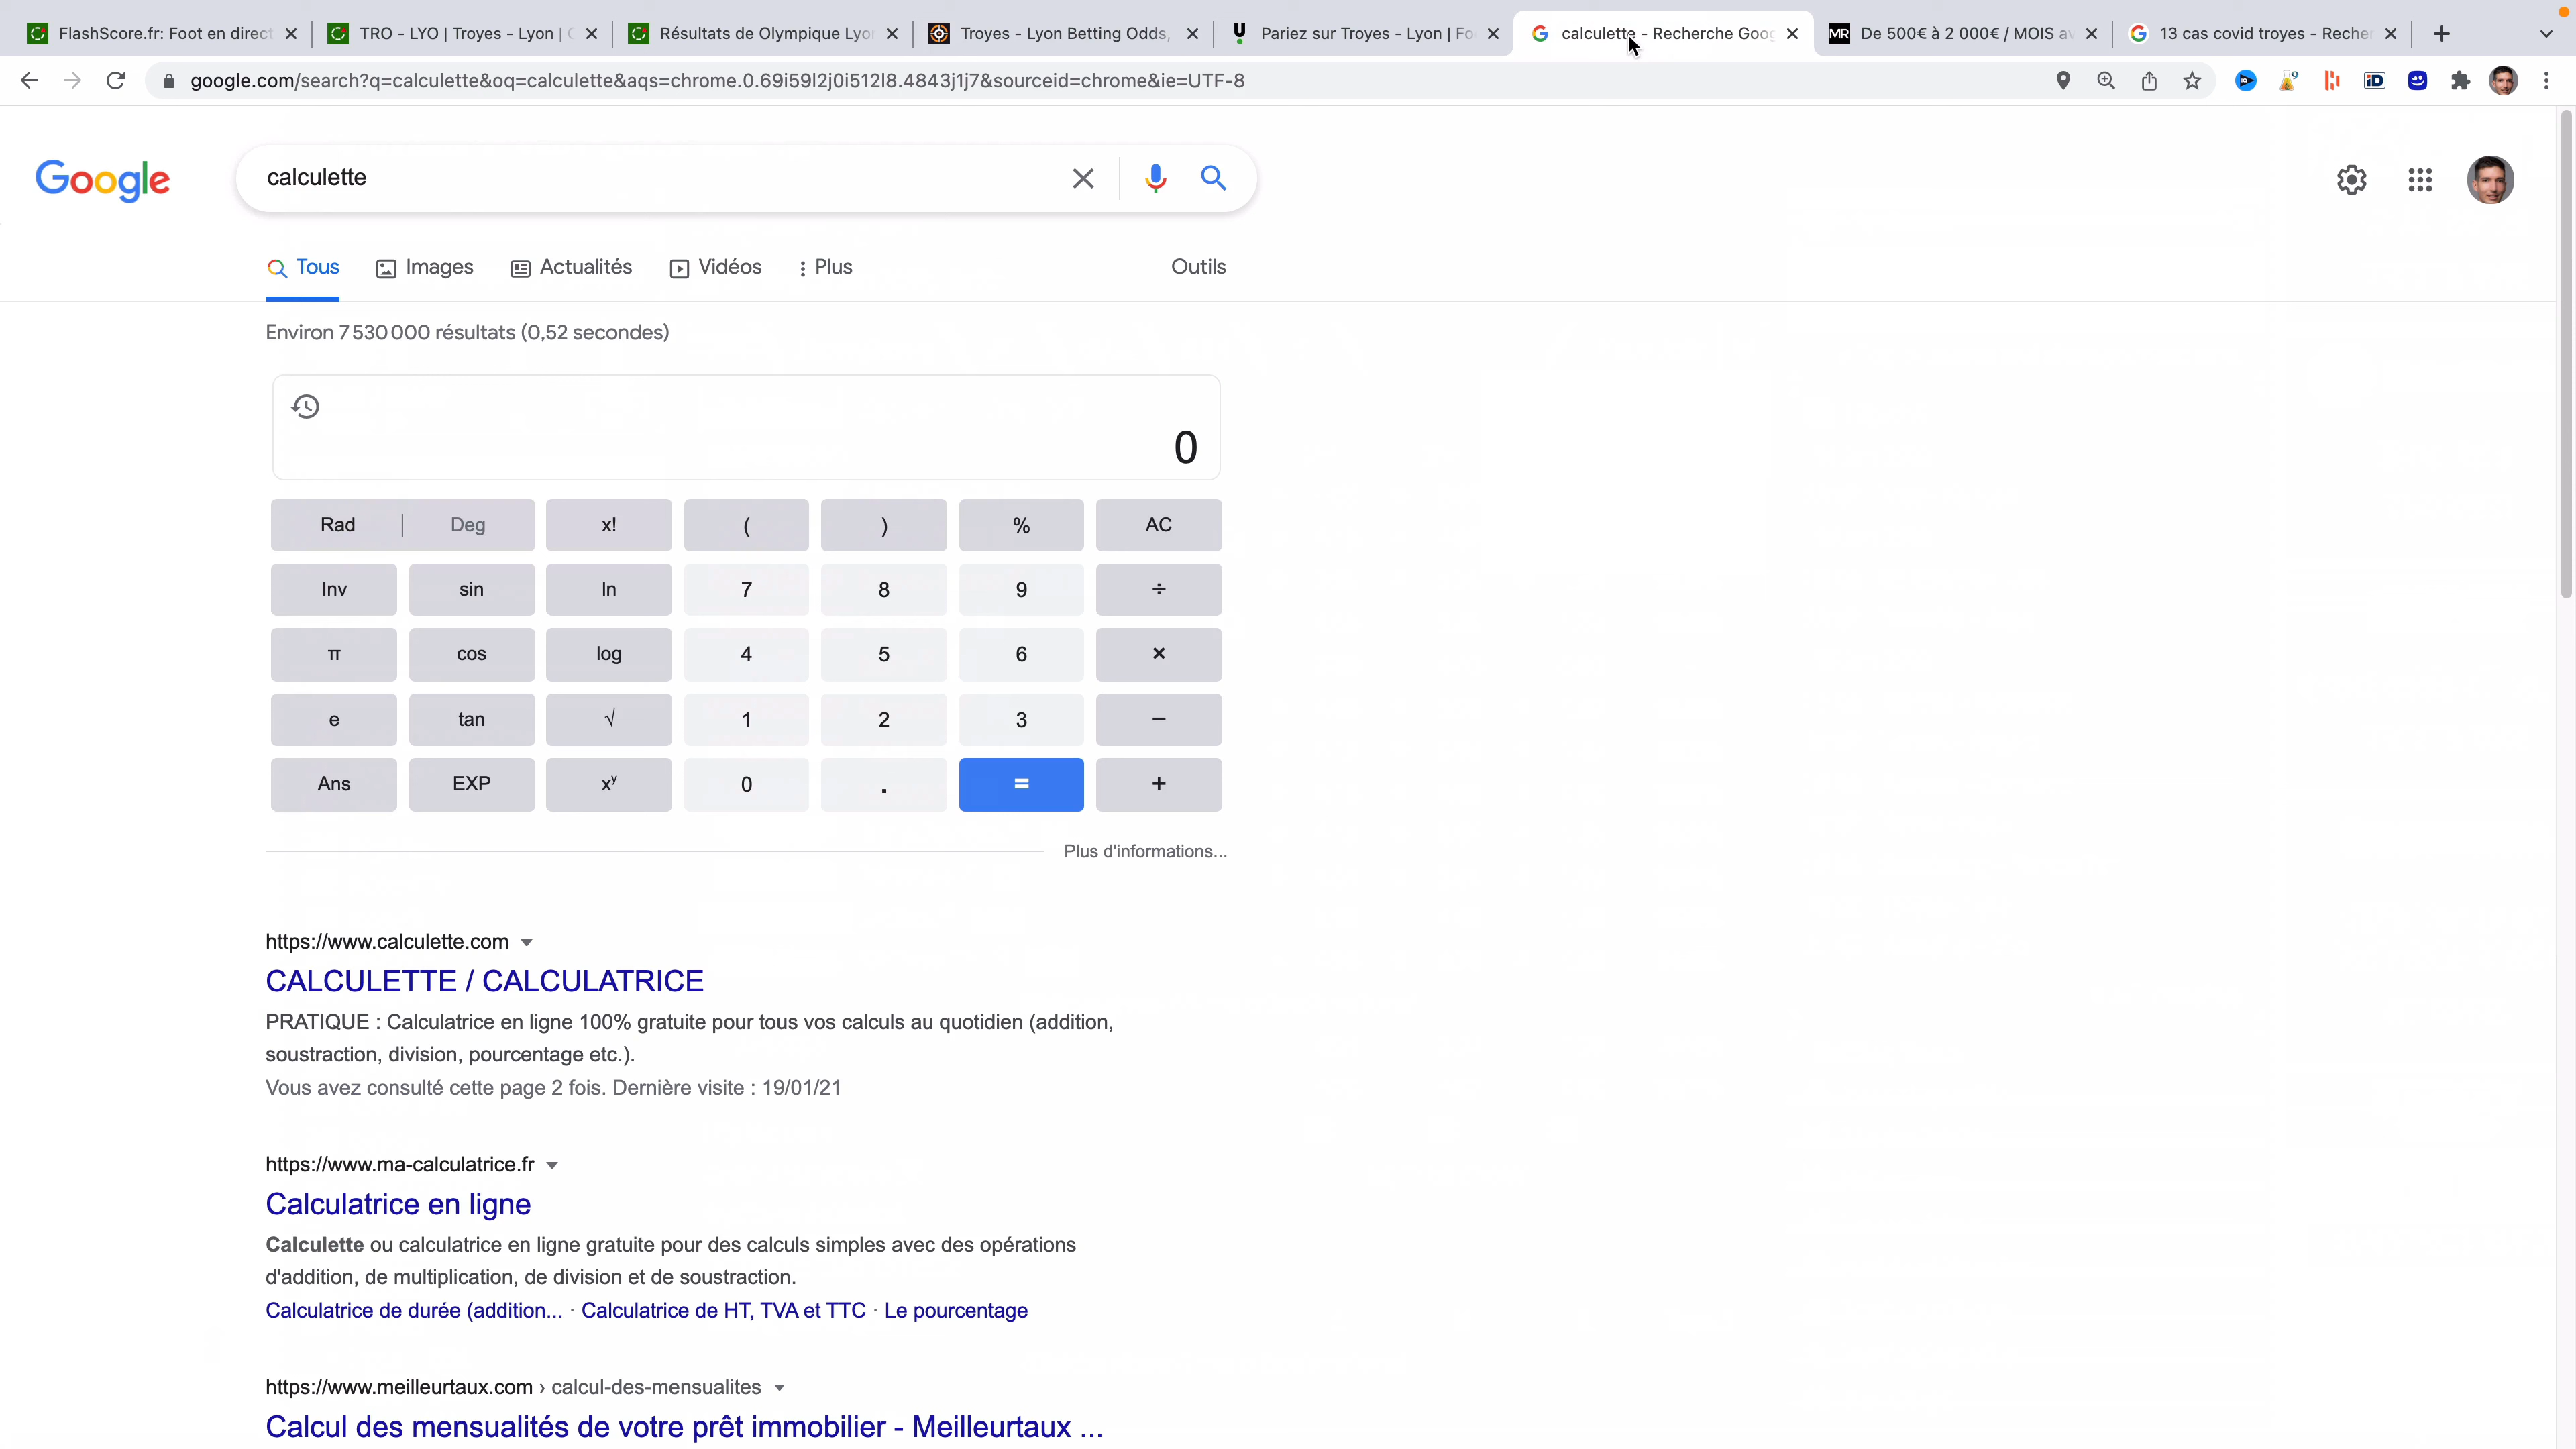 FlashScore.fr: Foot en direct
TRO - LYO | Troyes - Lyon |
Résultats de Olympique Lyo
Troyes - Lyon Betting Odds,
Pariez sur Troyes - Lyon | Fo
calculette - Recherche Goog
MR De 500€ à 2 000€ / MOIS av
13 cas covid troyes - Recher
google.com/search?q=calculette&oq=calculette&aqs=chrome.0.69i59l2j0i512l8.4843j1j7&sourceid=chrome&ie=UTF-8
iD
Google
calculette
Tous Images Actualités Vidéos Plus Outils
Environ 7 530 000 résultats (0,52 secondes)
0
Rad | Deg x! ( ) % AC
Inv sin ln 7 8 9 ÷
π cos log 4 5 6 ×
e tan √ 1 2 3 −
Ans EXP xʸ 0 . = +
Plus d'informations...
https://www.calculette.com
CALCULETTE / CALCULATRICE
PRATIQUE : Calculatrice en ligne 100% gratuite pour tous vos calculs au quotidien (addition,
soustraction, division, pourcentage etc.).
Vous avez consulté cette page 2 fois. Dernière visite : 19/01/21
https://www.ma-calculatrice.fr
Calculatrice en ligne
Calculette ou calculatrice en ligne gratuite pour des calculs simples avec des opérations
d'addition, de multiplication, de division et de soustraction.
Calculatrice de durée (addition... · Calculatrice de HT, TVA et TTC · Le pourcentage
https://www.meilleurtaux.com › calcul-des-mensualites
Calcul des mensualités de votre prêt immobilier - Meilleurtaux ...